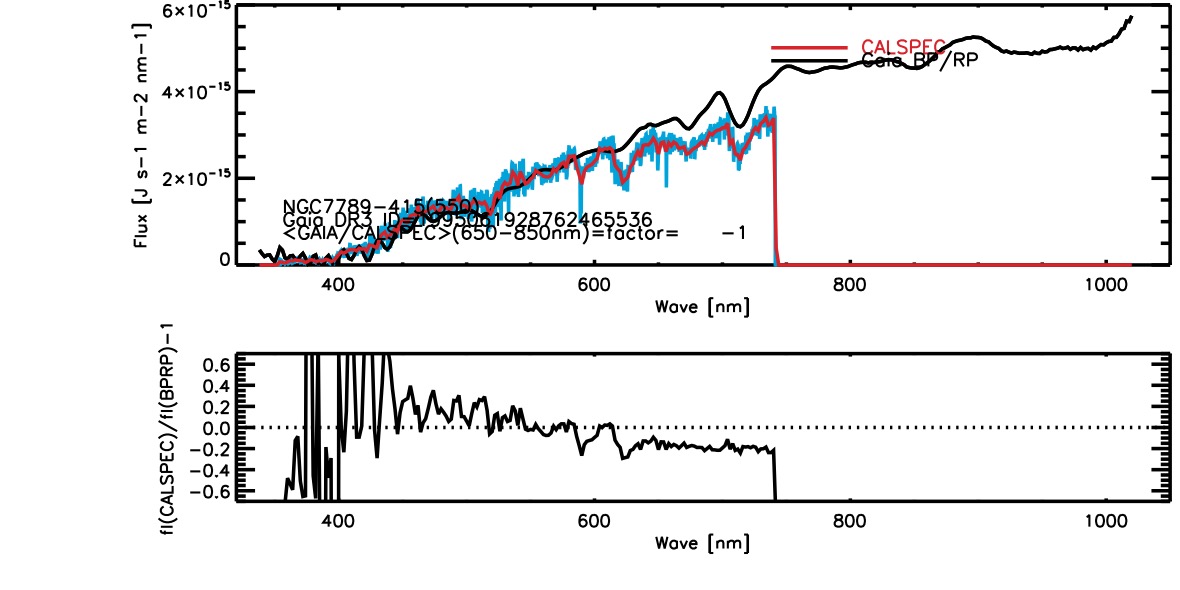 6×10⁻¹⁵
4×10⁻¹⁵
2×10⁻¹⁵
0
Flux [J s−1 m−2 nm−1]
CALSPEC
Gaia BP/RP
NGC7789−415(550)
Gaia DR3 ID=
<GAIA/CALSPEC>(650−850nm)=factor= −1
400 600 800 1000
Wave [nm]
fl(CALSPEC)/fl(BPRP)−1
0.6
0.4
0.2
0.0
−0.2
−0.4
−0.6
400 600 800 1000
Wave [nm]